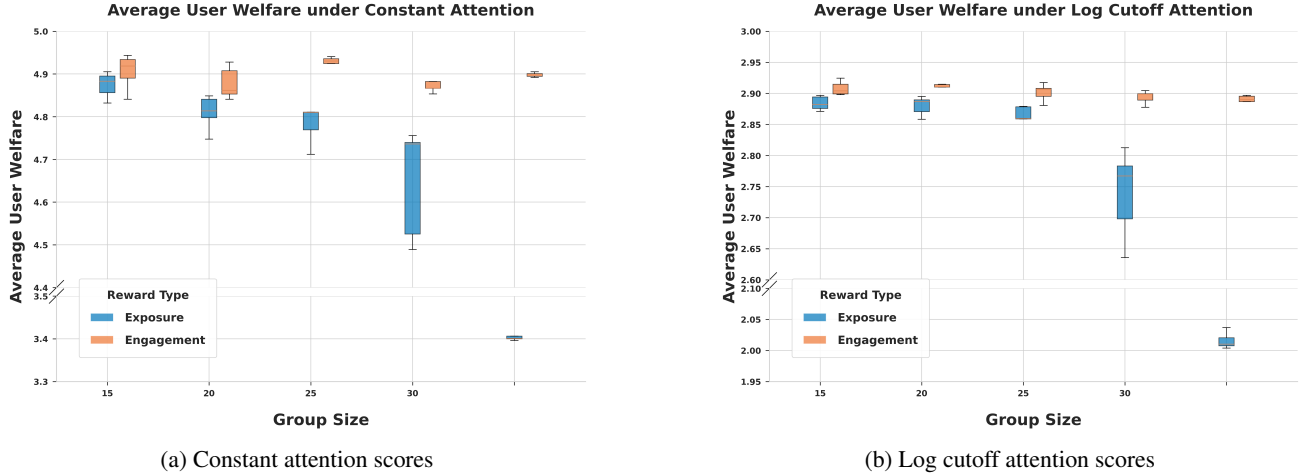 Average User Welfare under Constant Attention
Average User Welfare
5.0
4.9
4.8
4.7
4.6
4.5
4.4
3.5
3.4
3.3
Reward Type
Exposure
Engagement
15 20 25 30
Group Size
(a) Constant attention scores
Average User Welfare under Log Cutoff Attention
Average User Welfare
3.00
2.95
2.90
2.85
2.80
2.75
2.70
2.65
2.60
2.10
2.05
2.00
1.95
Reward Type
Exposure
Engagement
15 20 25 30
Group Size
(b) Log cutoff attention scores